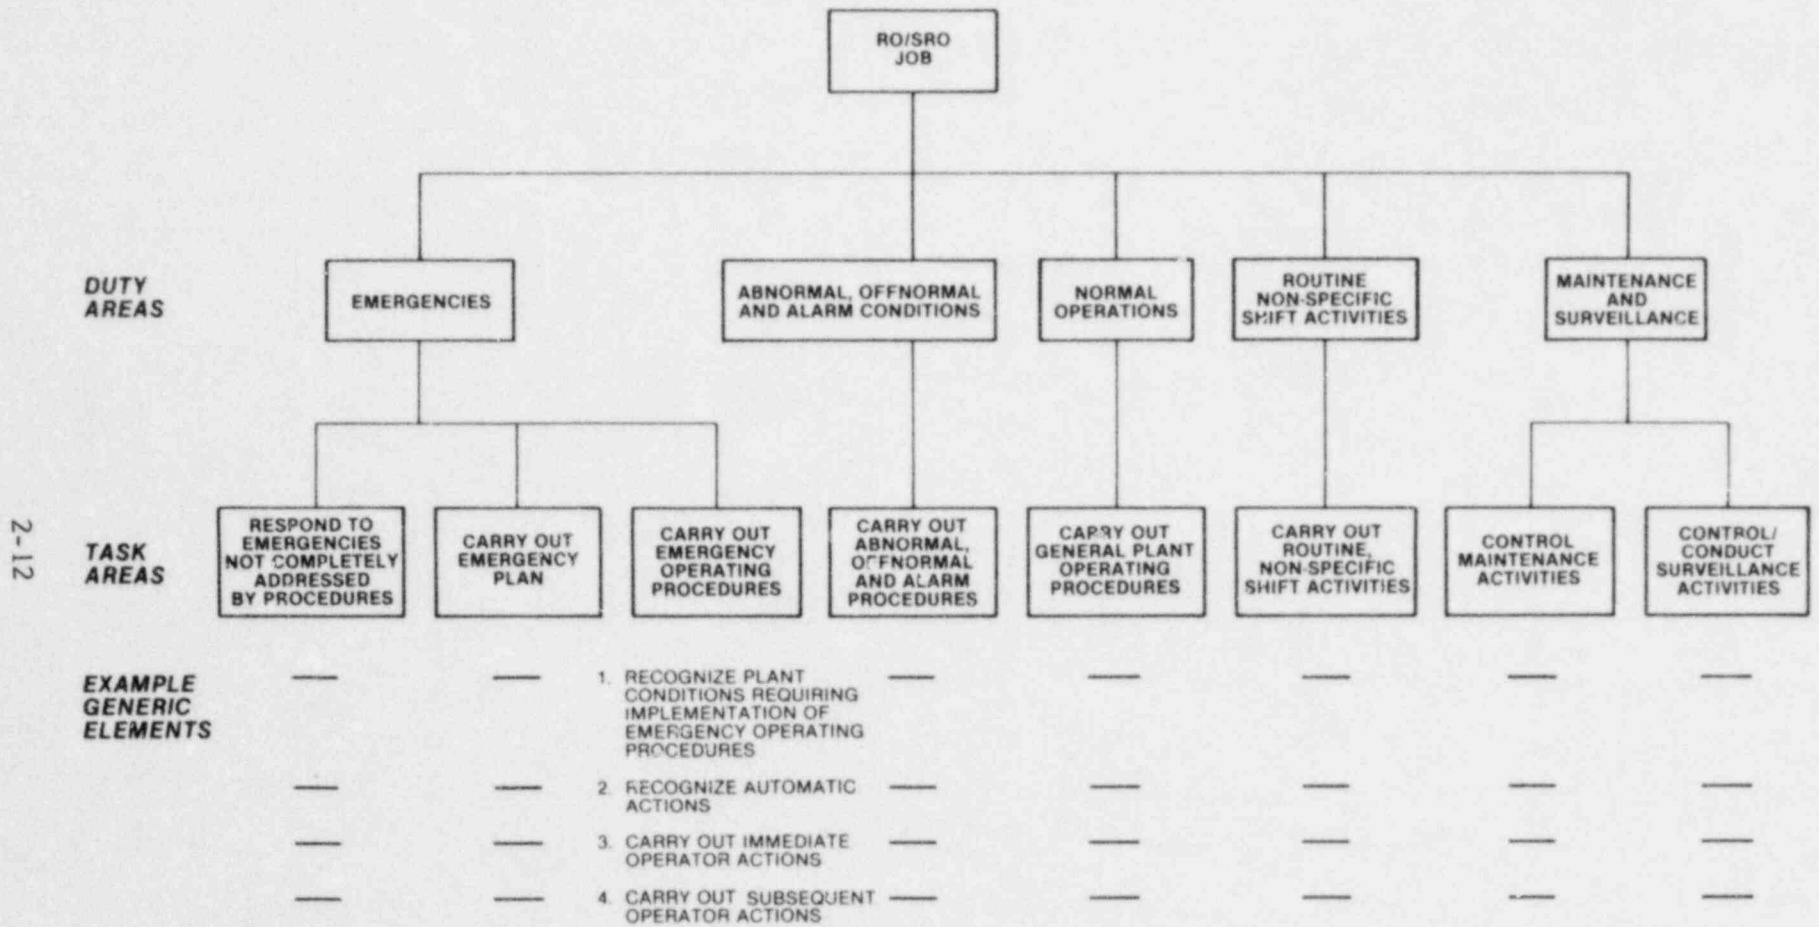 RO/SRO
JOB
DUTY
AREAS
EMERGENCIES
ABNORMAL, OFFNORMAL
AND ALARM CONDITIONS
NORMAL
OPERATIONS
ROUTINE
NON-SPECIFIC
SHIFT ACTIVITIES
MAINTENANCE
AND
SURVEILLANCE
2-12
TASK
AREAS
RESPOND TO
EMERGENCIES
NOT COMPLETELY
ADDRESSED
BY PROCEDURES
CARRY OUT
EMERGENCY
PLAN
CARRY OUT
EMERGENCY
OPERATING
PROCEDURES
CARRY OUT
ABNORMAL,
OFFNORMAL
AND ALARM
PROCEDURES
CARRY OUT
GENERAL PLANT
OPERATING
PROCEDURES
CARRY OUT
ROUTINE,
NON-SPECIFIC
SHIFT ACTIVITIES
CONTROL
MAINTENANCE
ACTIVITIES
CONTROL/
CONDUCT
SURVEILLANCE
ACTIVITIES
EXAMPLE
GENERIC
ELEMENTS
1. RECOGNIZE PLANT
CONDITIONS REQUIRING
IMPLEMENTATION OF
EMERGENCY OPERATING
PROCEDURES
2. RECOGNIZE AUTOMATIC
ACTIONS
3. CARRY OUT IMMEDIATE
OPERATOR ACTIONS
4. CARRY OUT SUBSEQUENT
OPERATOR ACTIONS